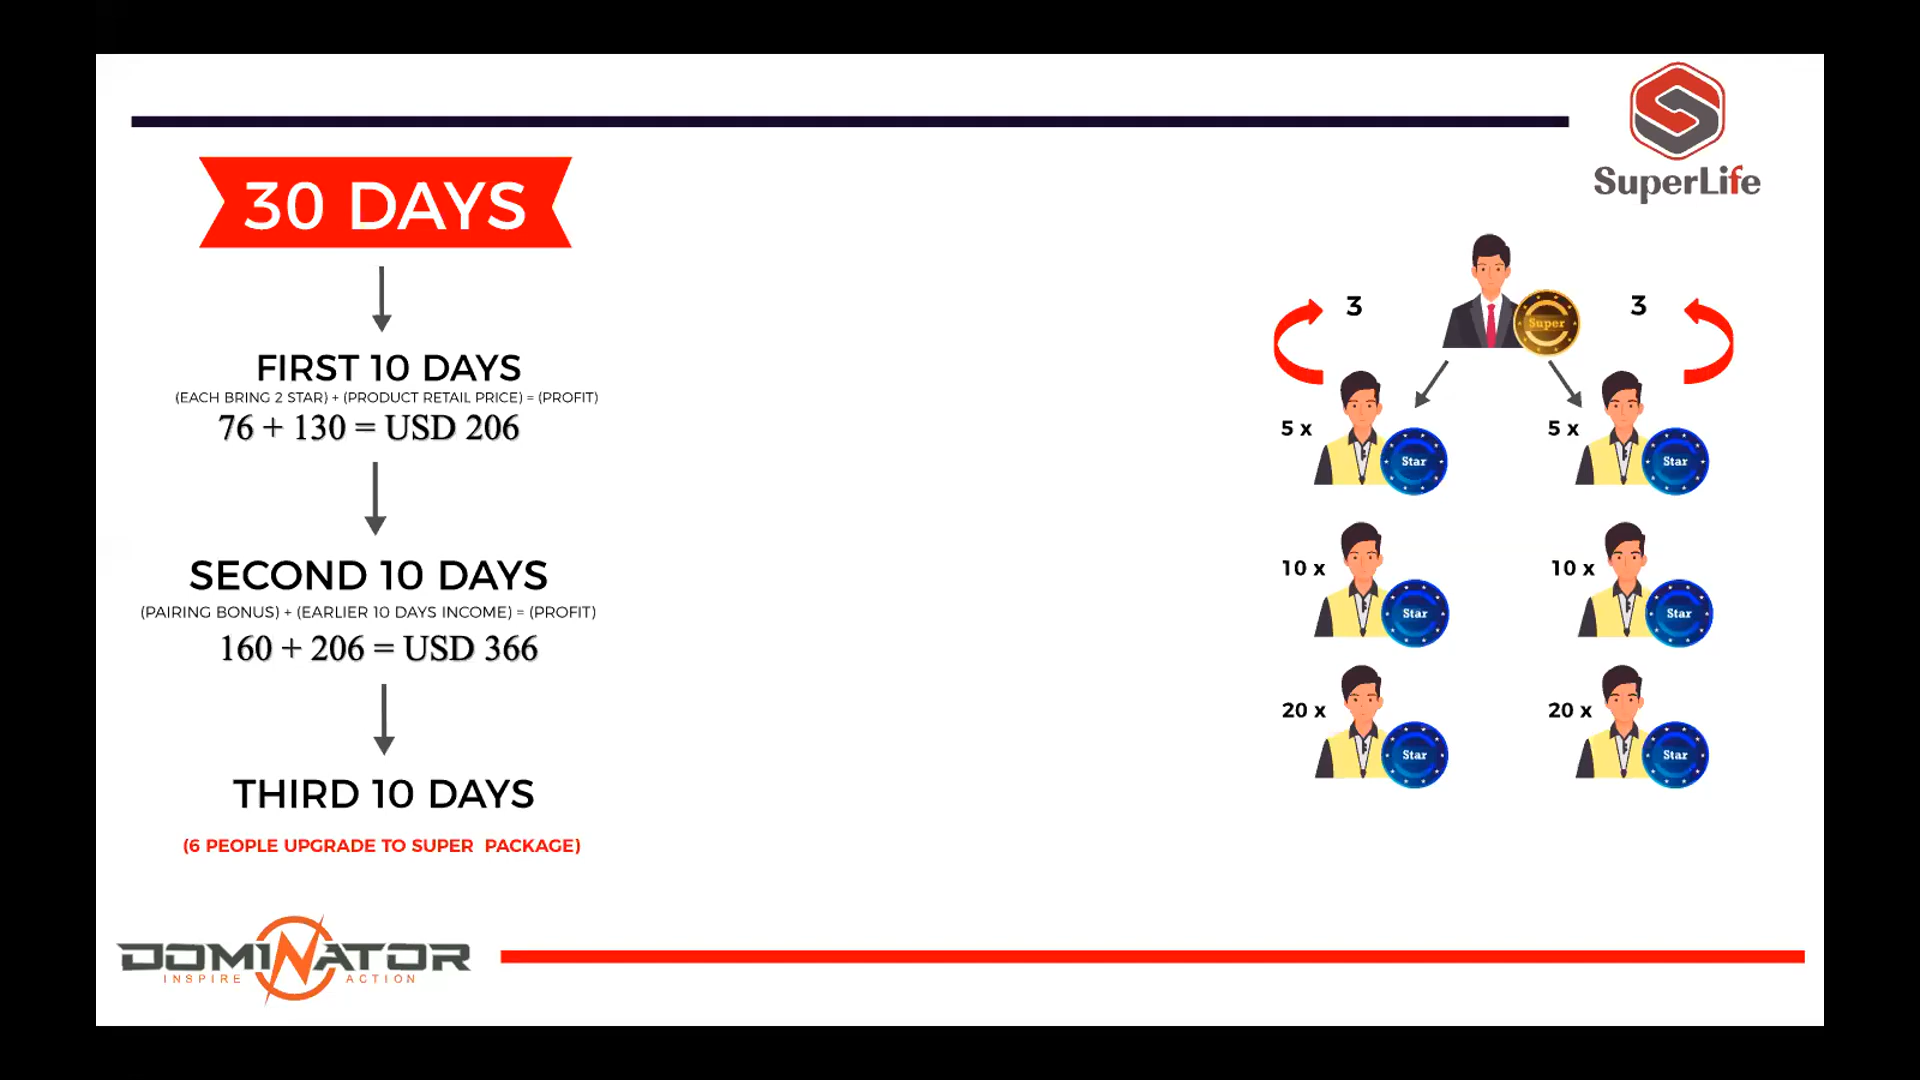 SuperLife
30 DAYS
FIRST 10 DAYS
(EACH BRING 2 STAR) + (PRODUCT RETAIL PRICE) = (PROFIT)
76 + 130 = USD 206
SECOND 10 DAYS
(PAIRING BONUS) + (EARLIER 10 DAYS INCOME) = (PROFIT)
160 + 206 = USD 366
THIRD 10 DAYS
(6 PEOPLE UPGRADE TO SUPER PACKAGE)
3
Super
3
5 x
Star
5 x
Star
10 x
Star
10 x
Star
20 x
Star
20 x
Star
DOMINATOR
INSPIRE ACTION